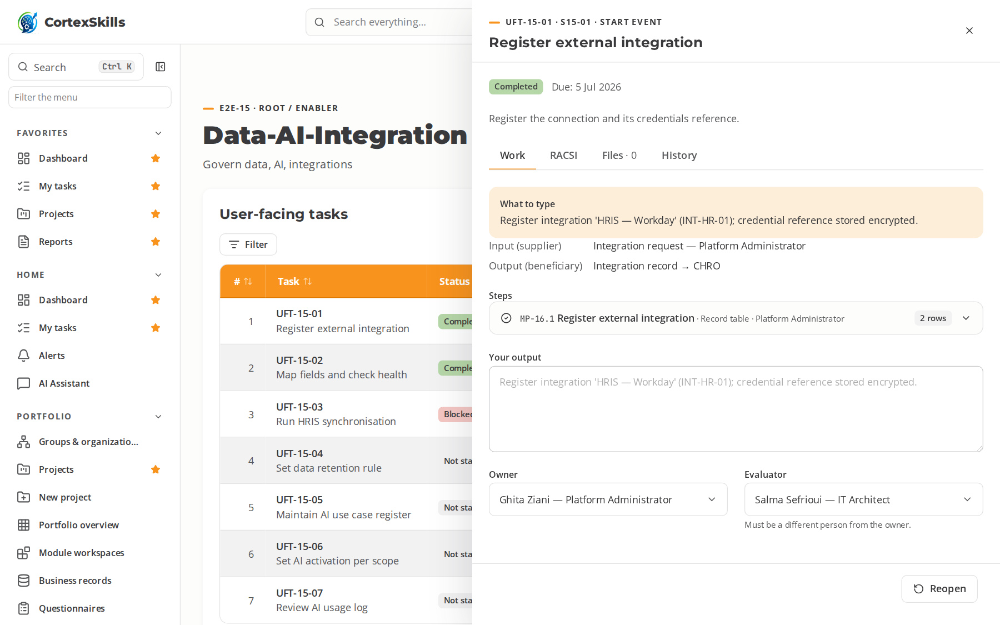 CortexSkills
Search everything...
Search
Ctrl K
Filter the menu
FAVORITES
Dashboard
My tasks
Projects
Reports
HOME
Dashboard
My tasks
Alerts
AI Assistant
PORTFOLIO
Groups & organizatio...
Projects
New project
Portfolio overview
Module workspaces
Business records
Questionnaires
E2E-15 · ROOT / ENABLER
Data-AI-Integration
Govern data, AI, integrations
User-facing tasks
Filter
# Task Status
1 UFT-15-01 Comple
Register external integration
2 UFT-15-02 Comple
Map fields and check health
3 UFT-15-03 Blocked
Run HRIS synchronisation
4 UFT-15-04 Not sta
Set data retention rule
5 UFT-15-05 Not sta
Maintain AI use case register
6 UFT-15-06 Not sta
Set AI activation per scope
7 UFT-15-07 Not sta
Review AI usage log
UFT-15-01 · S15-01 · START EVENT
Register external integration
Completed Due: 5 Jul 2026
Register the connection and its credentials reference.
Work RACSI Files · 0 History
What to type
Register integration 'HRIS — Workday' (INT-HR-01); credential reference stored encrypted.
Input (supplier) Integration request — Platform Administrator
Output (beneficiary) Integration record → CHRO
Steps
MP-16.1 Register external integration · Record table · Platform Administrator 2 rows
Your output
Register integration 'HRIS — Workday' (INT-HR-01); credential reference stored encrypted.
Owner
Ghita Ziani — Platform Administrator
Evaluator
Salma Sefrioui — IT Architect
Must be a different person from the owner.
Reopen